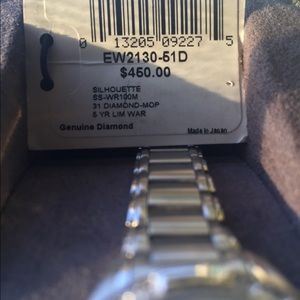 0 13205 09227 5
EW2130-51D
$450.00
SILHOUETTE
SS-WR100M
31 DIAMOND-MOP
5 YR LIM WAR
Genuine Diamond Made in Japan